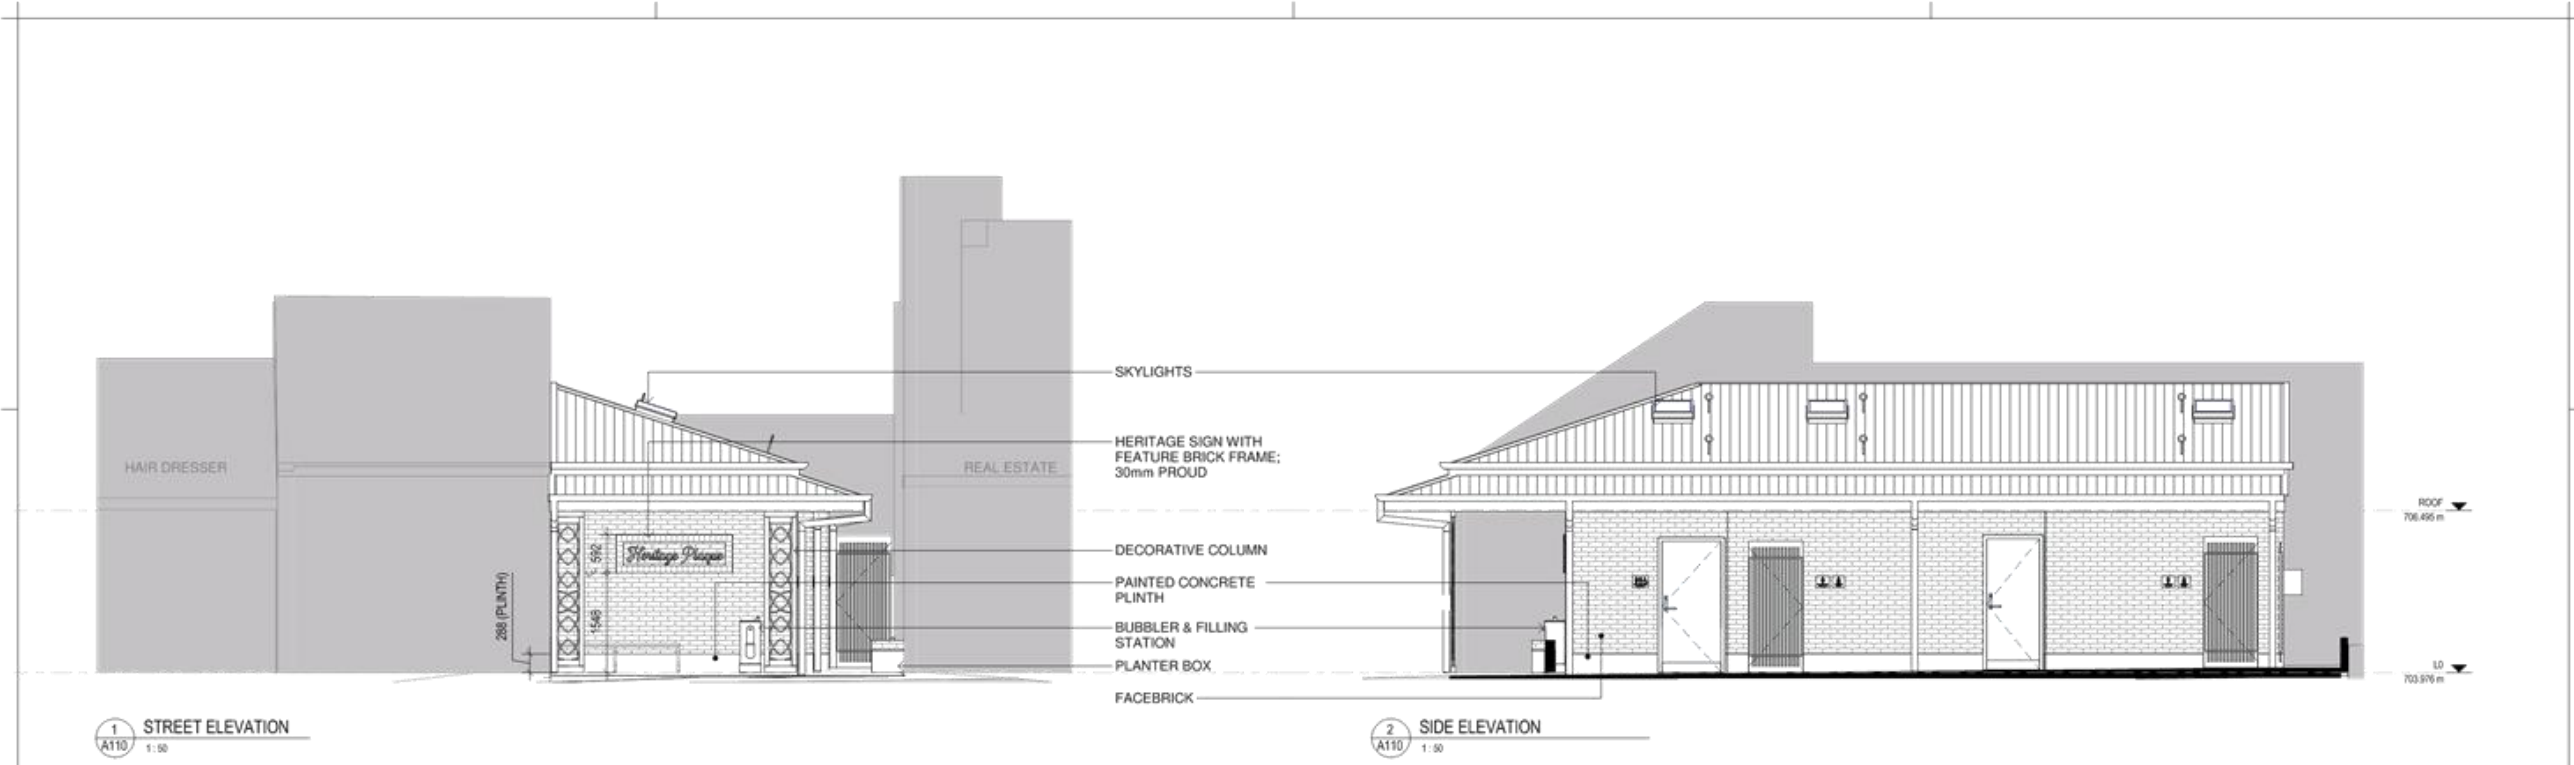 SKYLIGHTS
HERITAGE SIGN WITH
FEATURE BRICK FRAME;
30mm PROUD
HAIR DRESSER
REAL ESTATE
ROOF
706.495 m
Heritage Plaque
592
DECORATIVE COLUMN
PAINTED CONCRETE
PLINTH
288 (PLINTH)
1548
BUBBLER & FILLING
STATION
PLANTER BOX
L0
703.976 m
FACEBRICK
1
A110
STREET ELEVATION
1 : 50
2
A110
SIDE ELEVATION
1 : 50